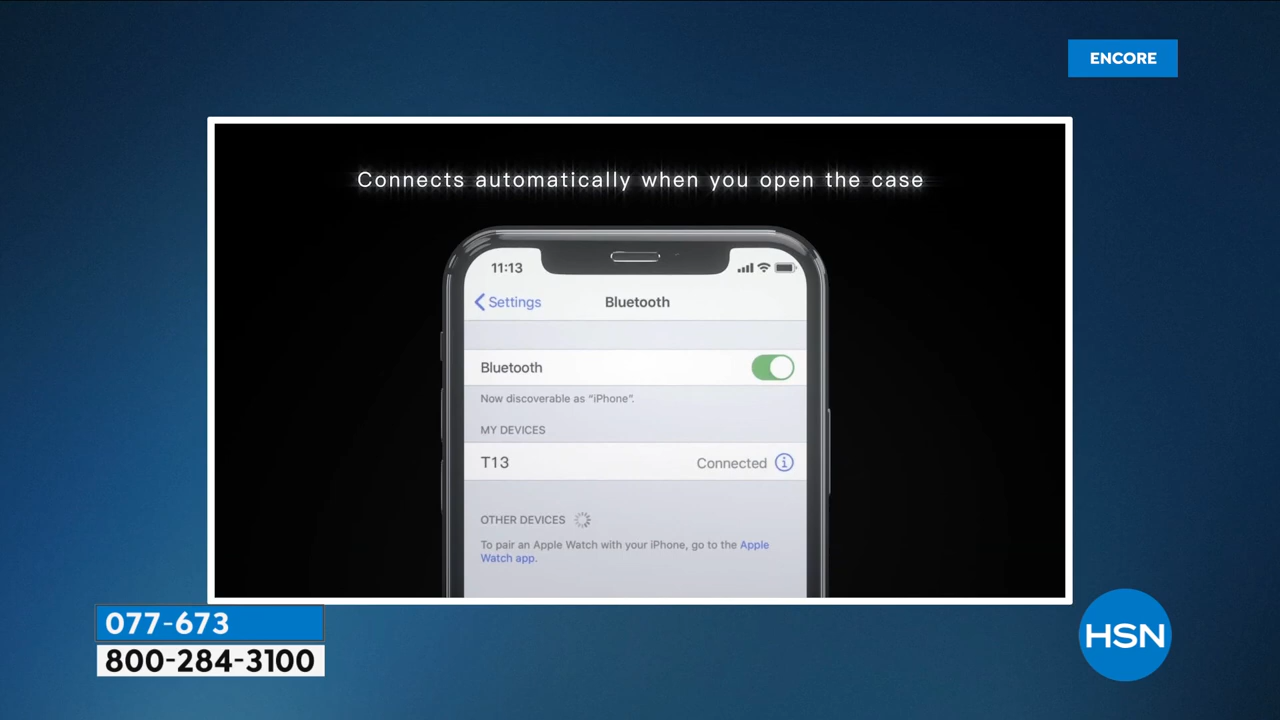 ENCORE
Connects automatically when you open the case
11:13
Settings
Bluetooth
Bluetooth
Now discoverable as “iPhone”.
MY DEVICES
T13
Connected
OTHER DEVICES
To pair an Apple Watch with your iPhone, go to the Apple
Watch app.
077-673
800-284-3100
HSN